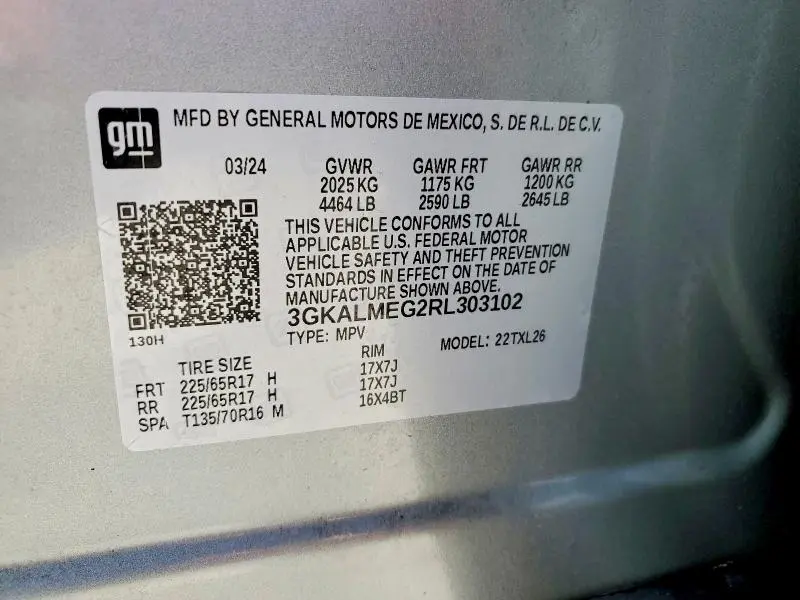 gm
MFD BY GENERAL MOTORS DE MEXICO, S. DE R.L. DE C.V.
03/24 GVWR GAWR FRT GAWR RR
2025 KG 1175 KG 1200 KG
4464 LB 2590 LB 2645 LB
THIS VEHICLE CONFORMS TO ALL
APPLICABLE U.S. FEDERAL MOTOR
VEHICLE SAFETY AND THEFT PREVENTION
STANDARDS IN EFFECT ON THE DATE OF
MANUFACTURE SHOWN ABOVE.
3GKALMEG2RL303102
130H
TYPE: MPV MODEL: 22TXL26
TIRE SIZE RIM
FRT 225/65R17 H 17X7J
RR 225/65R17 H 17X7J
SPA T135/70R16 M 16X4BT